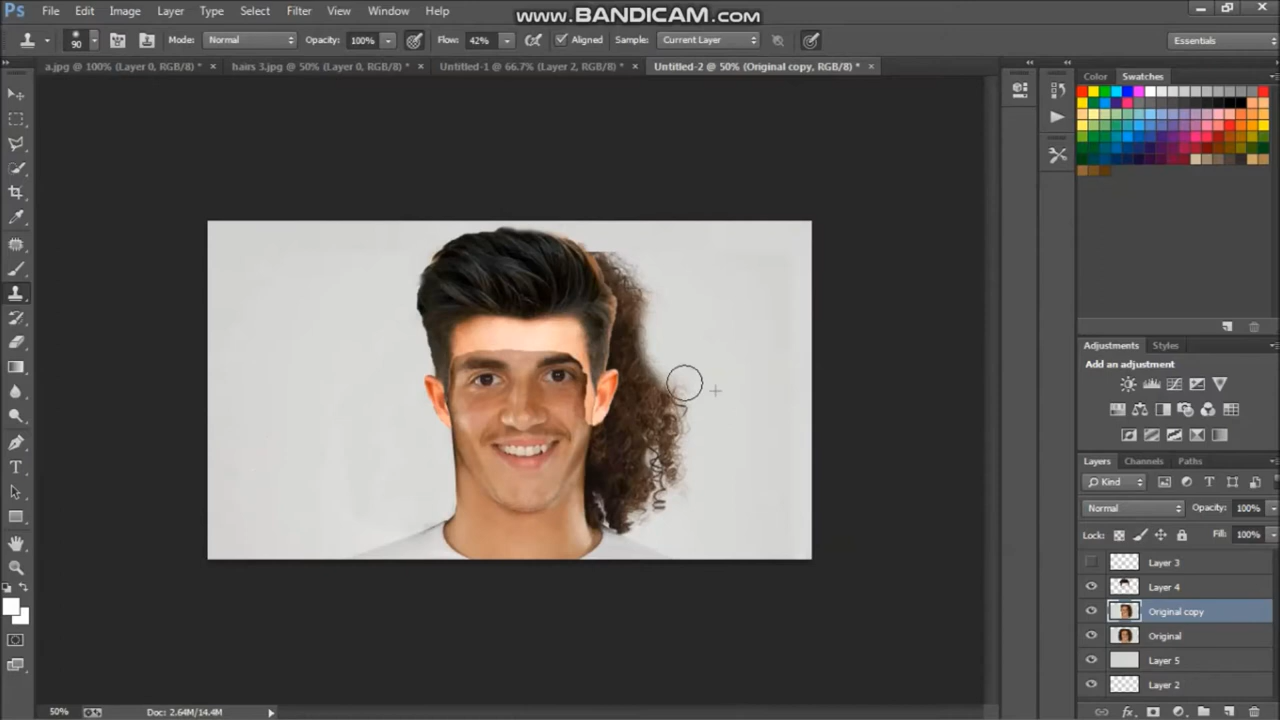 www.BANDICAM.com
Ps File Edit Image Layer Type Select Filter 3D View Window Help
90 Mode: Normal Opacity: 100% Flow: 42% Aligned Sample: Current Layer Essentials
a.jpg @ 100% (Layer 0, RGB/8) * × hairs 3.jpg @ 50% (Layer 0, RGB/8) * × Untitled-1 @ 66.7% (Layer 2, RGB/8) * × Untitled-2 @ 50% (Original copy, RGB/8) * ×
Color Swatches
Adjustments Styles
Add an adjustment
Layers Channels Paths
Kind
Normal Opacity: 100%
Lock: Fill: 100%
Layer 3
Layer 4
Original copy
Original
Layer 5
Layer 2
50% Doc: 2.64M/14.4M